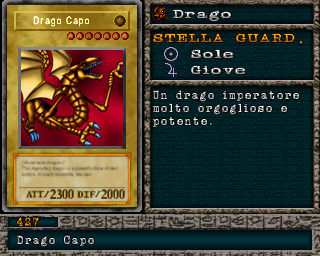 Drago Capo
ATT/2300 DIF/2000
Drago
STELLA GUARD.
Sole
Giove
Un drago imperatore
molto orgoglioso e
potente.
427
Drago Capo